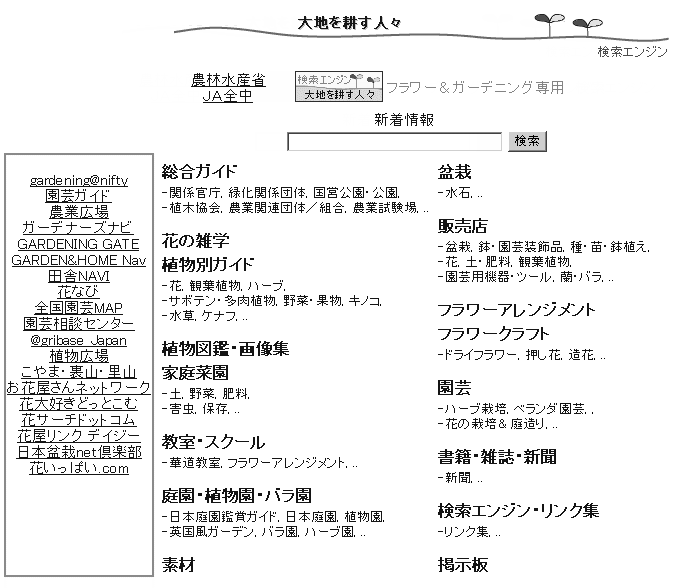 大地を耕す人々
検索エンジン
農林水産省
JA全中
検索エンジン
大地を耕す人々
フラワー＆ガーデニング専用
新着情報
検索
gardening@nifty
園芸ガイド
農業広場
ガーデナーズナビ
GARDENING GATE
GARDEN&HOME Nav
田舎NAVI
花なび
全国園芸MAP
園芸相談センター
@gribase Japan
植物広場
こやま・裏山・里山
お花屋さんネットワーク
花大好きどっとこむ
花サーチドットコム
花屋リンク デイジー
日本盆栽net倶楽部
花いっぱい.com
総合ガイド
-関係官庁, 緑化関係団体, 国営公園・公園,
-植木協会, 農業関連団体／組合, 農業試験場, ..
花の雑学
植物別ガイド
-花, 観葉植物, ハーブ,
-サボテン・多肉植物, 野菜・果物, キノコ,
-水草, ケナフ, ..
植物図鑑・画像集
家庭菜園
-土, 野菜, 肥料,
-害虫, 保存, ..
教室・スクール
-華道教室, フラワーアレンジメント, ..
庭園・植物園・バラ園
-日本庭園鑑賞ガイド, 日本庭園, 植物園,
-英国風ガーデン, バラ園, ハーブ園, ..
素材
盆栽
-水石, ..
販売店
-盆栽, 鉢・園芸装飾品, 種・苗・鉢植え,
-花, 土・肥料, 観葉植物,
-園芸用機器・ツール, 蘭・バラ, ..
フラワーアレンジメント
フラワークラフト
-ドライフラワー, 押し花, 造花, ..
園芸
-ハーブ栽培, ベランダ園芸, ,
-花の栽培＆庭造り, ..
書籍・雑誌・新聞
-新聞, ..
検索エンジン・リンク集
-リンク集, ..
掲示板